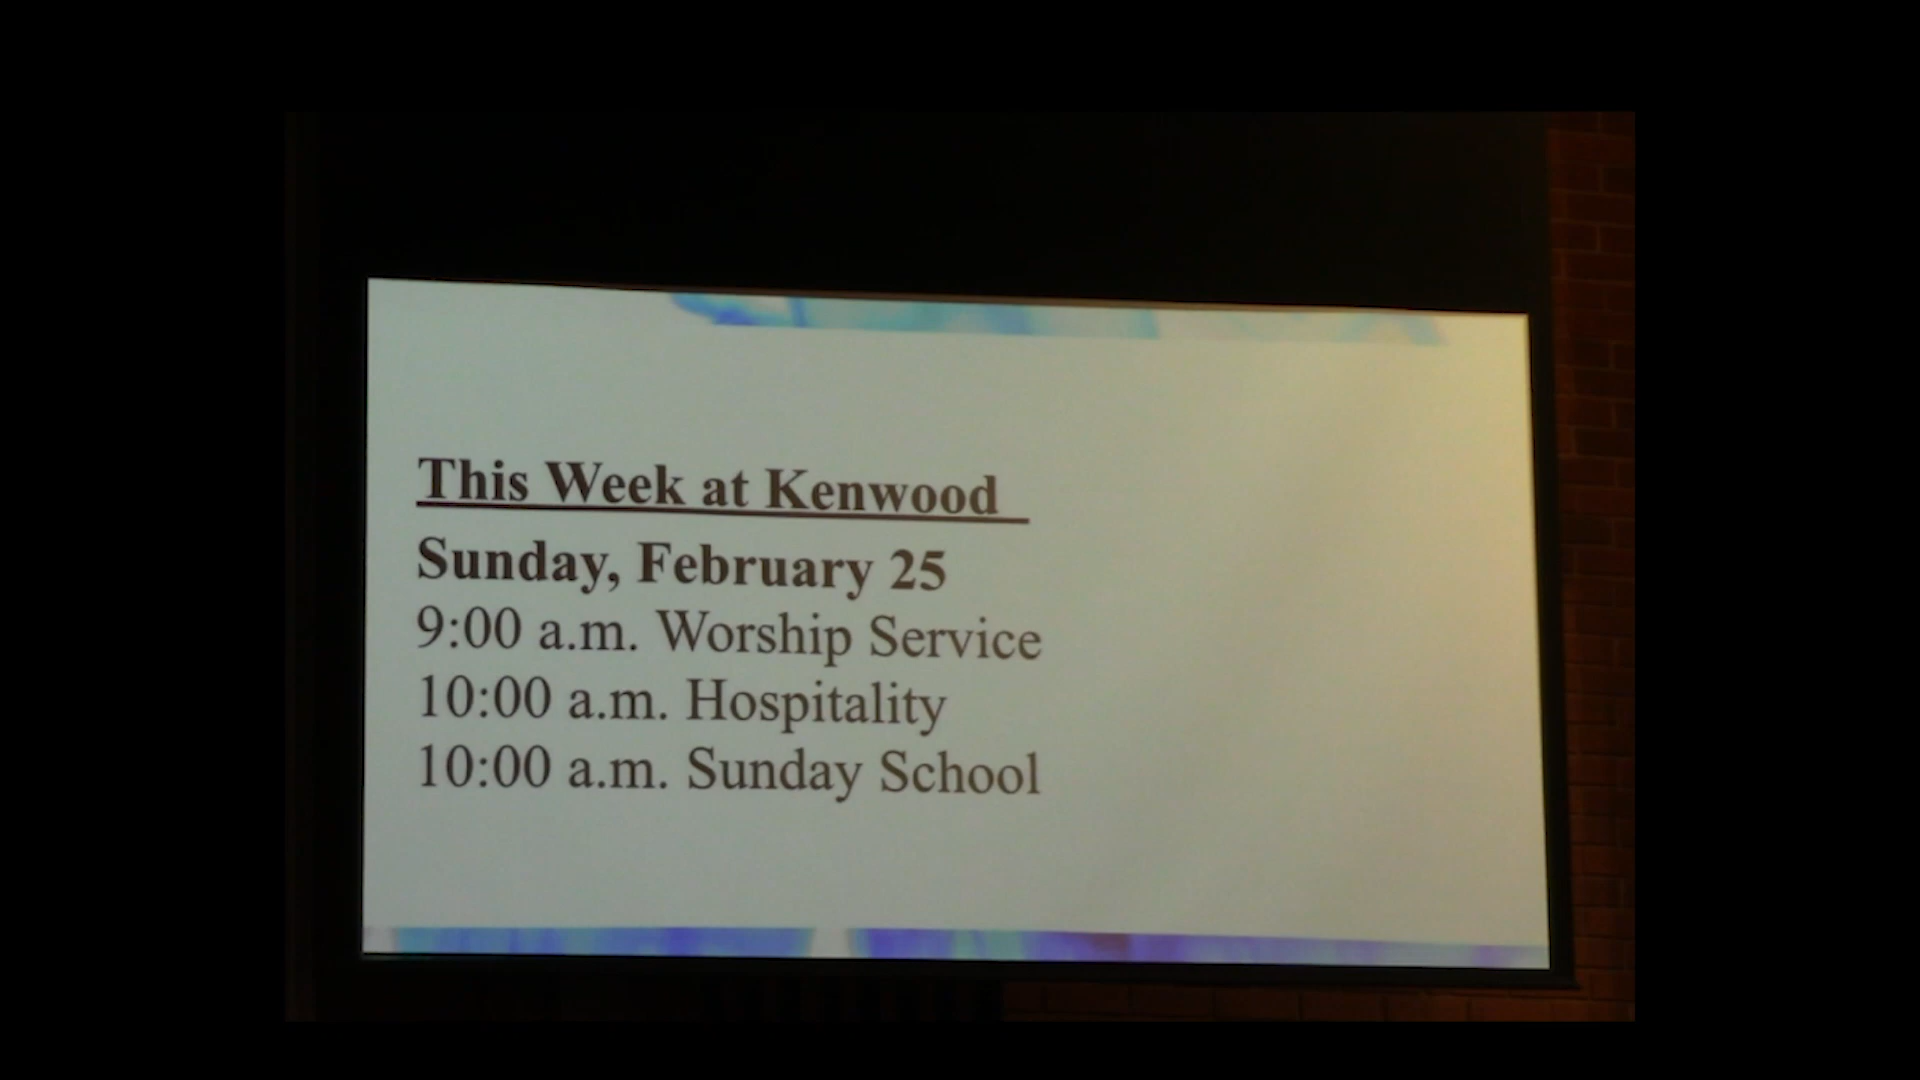 This Week at Kenwood
Sunday, February 25
9:00 a.m. Worship Service
10:00 a.m. Hospitality
10:00 a.m. Sunday School